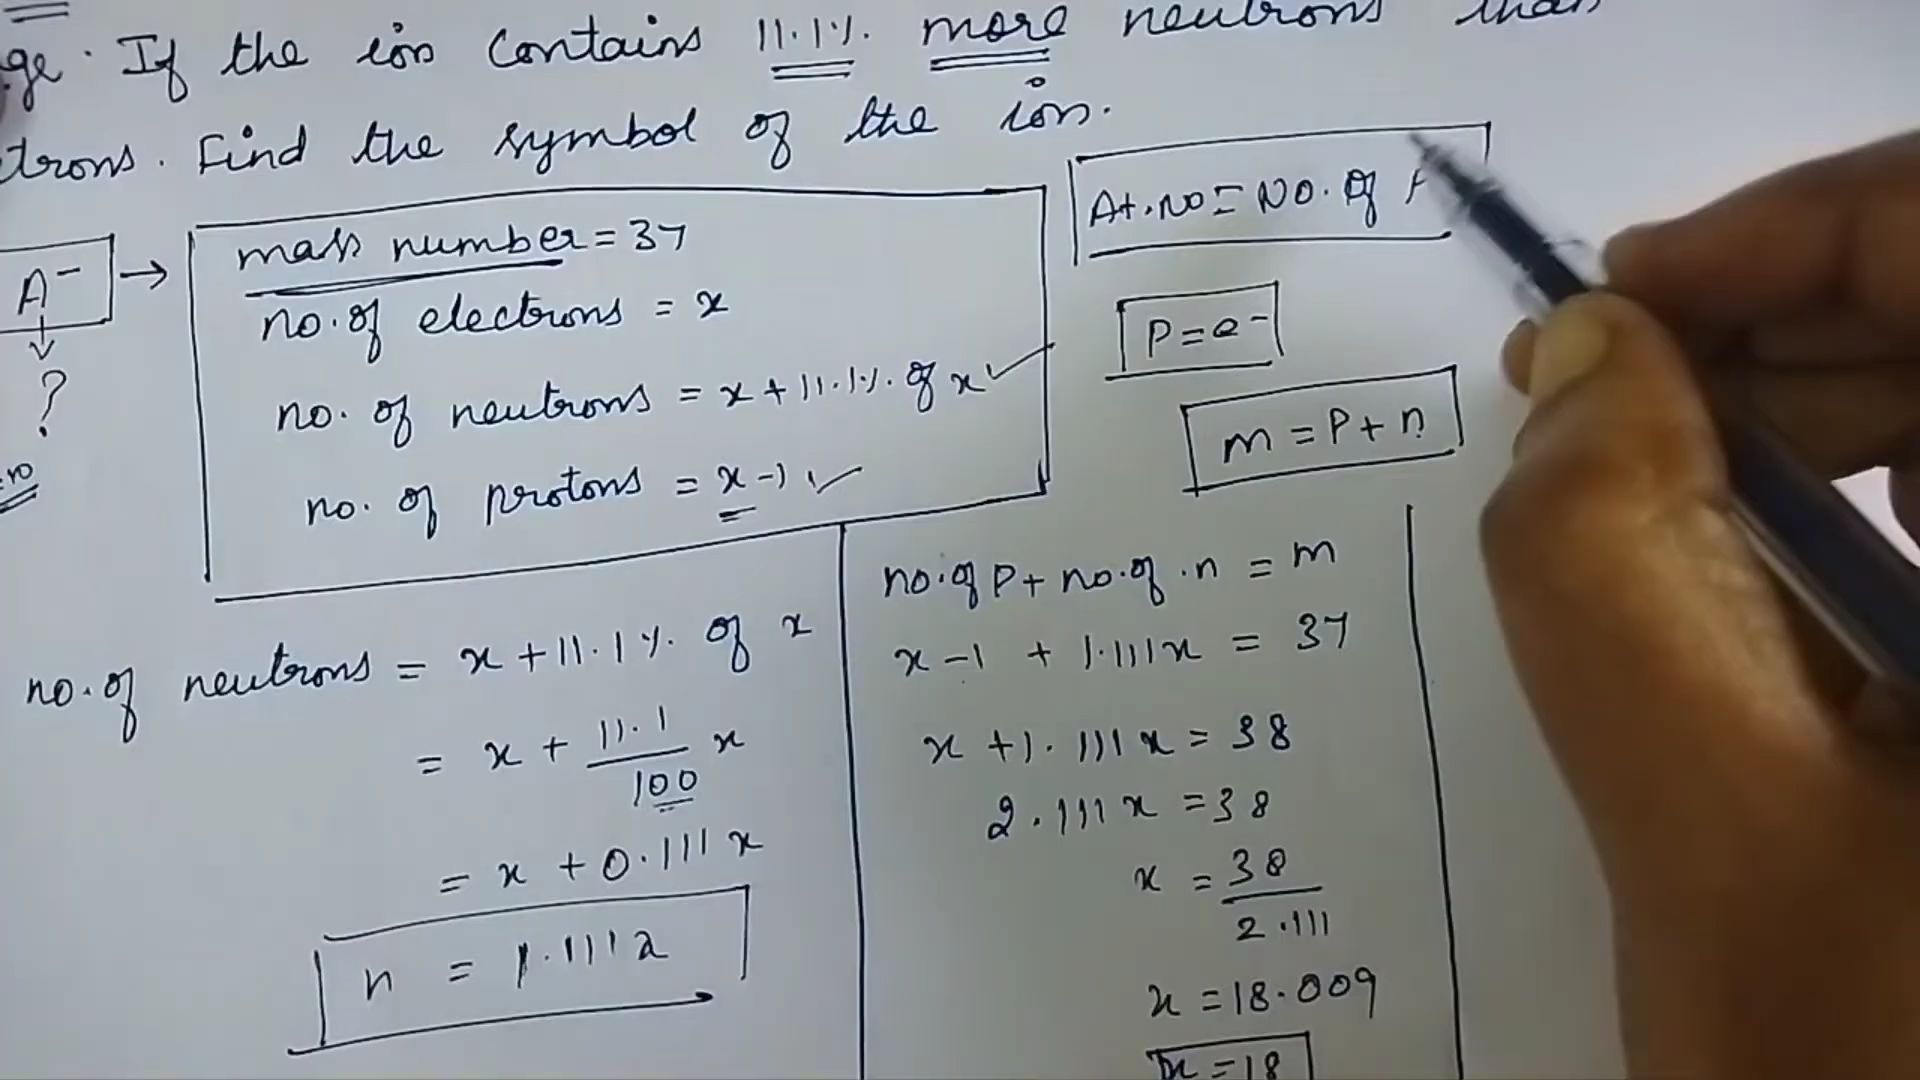 ge. If the ion contains 11.1%. more neutrons than
trons. Find the symbol of the ion.
At.No = No. of P
A⁻ →
?
mass number = 37
no. of electrons = x
no. of neutrons = x + 11.1%. of x ✓
no. of protons = x - 1 ✓
P = e⁻
m = P + n
no. of neutrons = x + 11.1%. of x
= x + 11.1/100 x
= x + 0.111 x
n = 1.111x
no. of P + no. of .n = m
x - 1 + 1.111x = 37
x + 1.111 x = 38
2.111 x = 38
x = 38/2.111
x = 18.009
x = 18